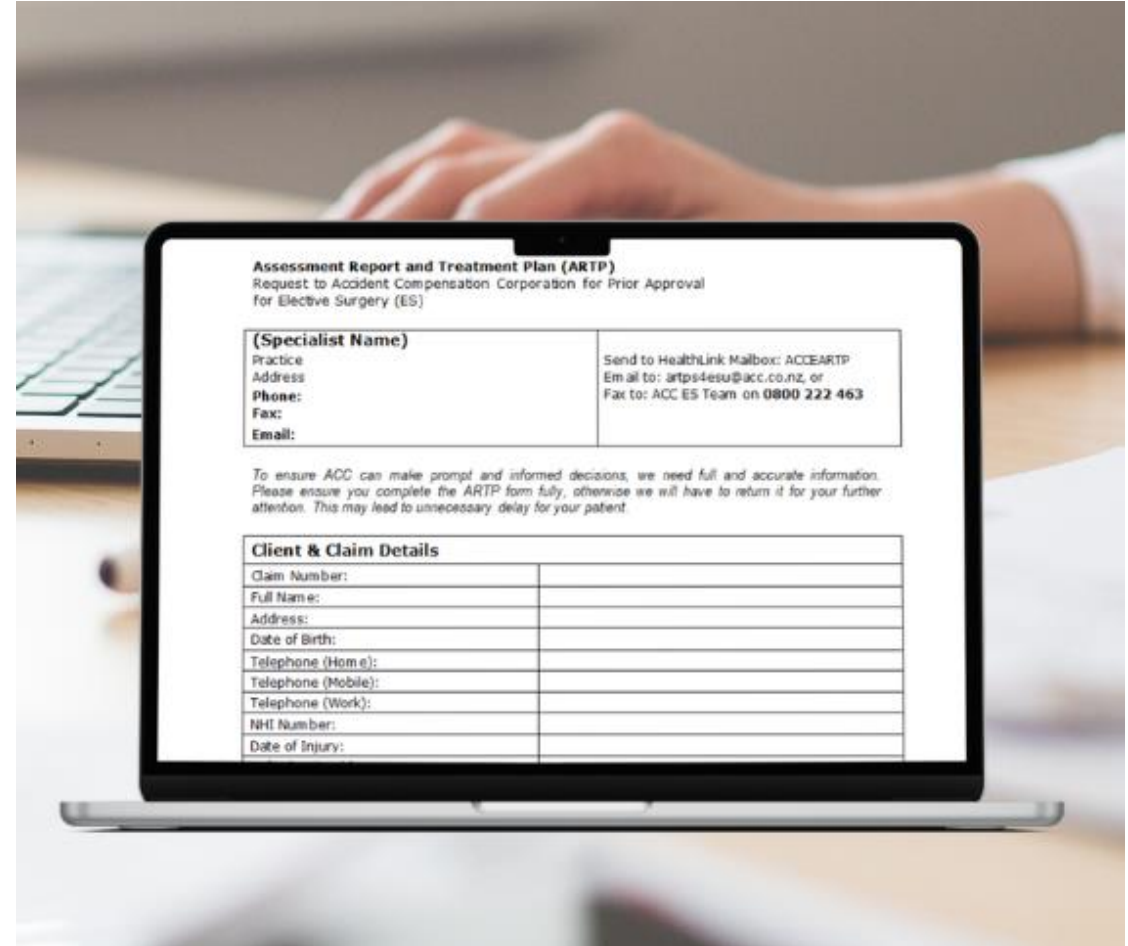 Assessment Report and Treatment Plan (ARTP)
Request to Accident Compensation Corporation for Prior Approval
for Elective Surgery (ES)
(Specialist Name)
Practice
Address
Phone:
Fax:
Email:
Send to HealthLink Mailbox: ACCEARTP
Email to: artps4esu@acc.co.nz, or
Fax to: ACC ES Team on 0800 222 463
To ensure ACC can make prompt and informed decisions, we need full and accurate information.
Please ensure you complete the ARTP form fully, otherwise we will have to return it for your further
attention. This may lead to unnecessary delay for your patient.
Client & Claim Details
Claim Number:
Full Name:
Address:
Date of Birth:
Telephone (Home):
Telephone (Mobile):
Telephone (Work):
NHI Number:
Date of Injury: